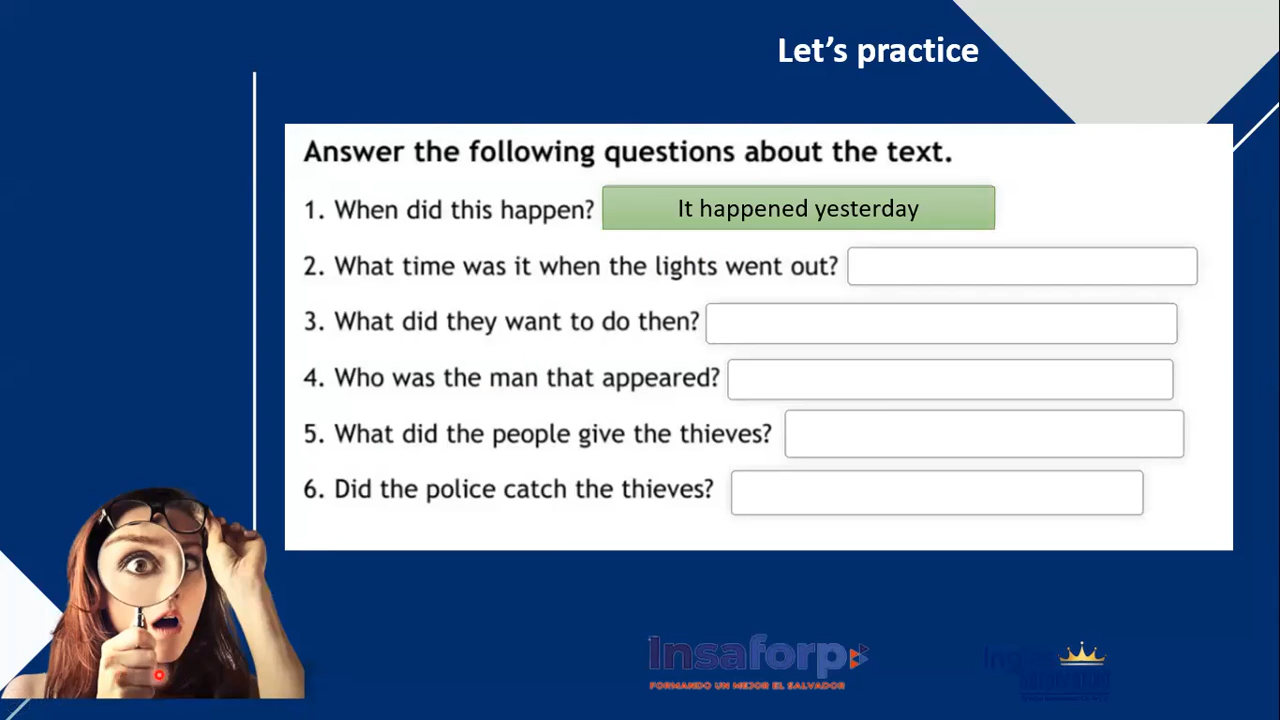 Let's practice
Answer the following questions about the text.
1. When did this happen? It happened yesterday
2. What time was it when the lights went out?
3. What did they want to do then?
4. Who was the man that appeared?
5. What did the people give the thieves?
6. Did the police catch the thieves?
Insaforp
FORMANDO UN MEJOR EL SALVADOR